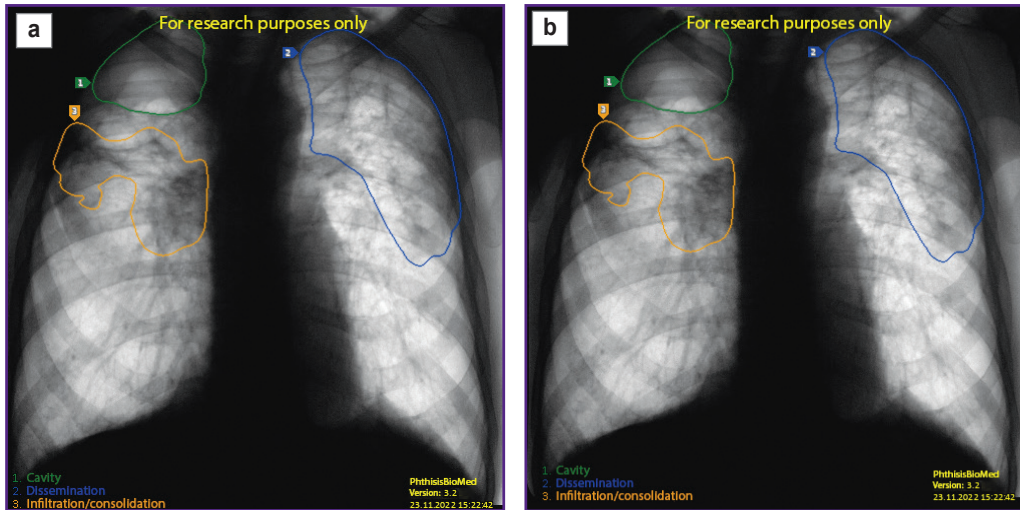 a
For research purposes only
1
2
3
1. Cavity
2. Dissemination
3. Infiltration/consolidation
PhthisisBioMed
Version: 3.2
23.11.2022 15:22:42
b
For research purposes only
1
2
3
1 Cavity
2 Dissemination
3. Infiltration/consolidation
PhthisisBioMed
Version: 3.2
23.11.2022 15:22:42